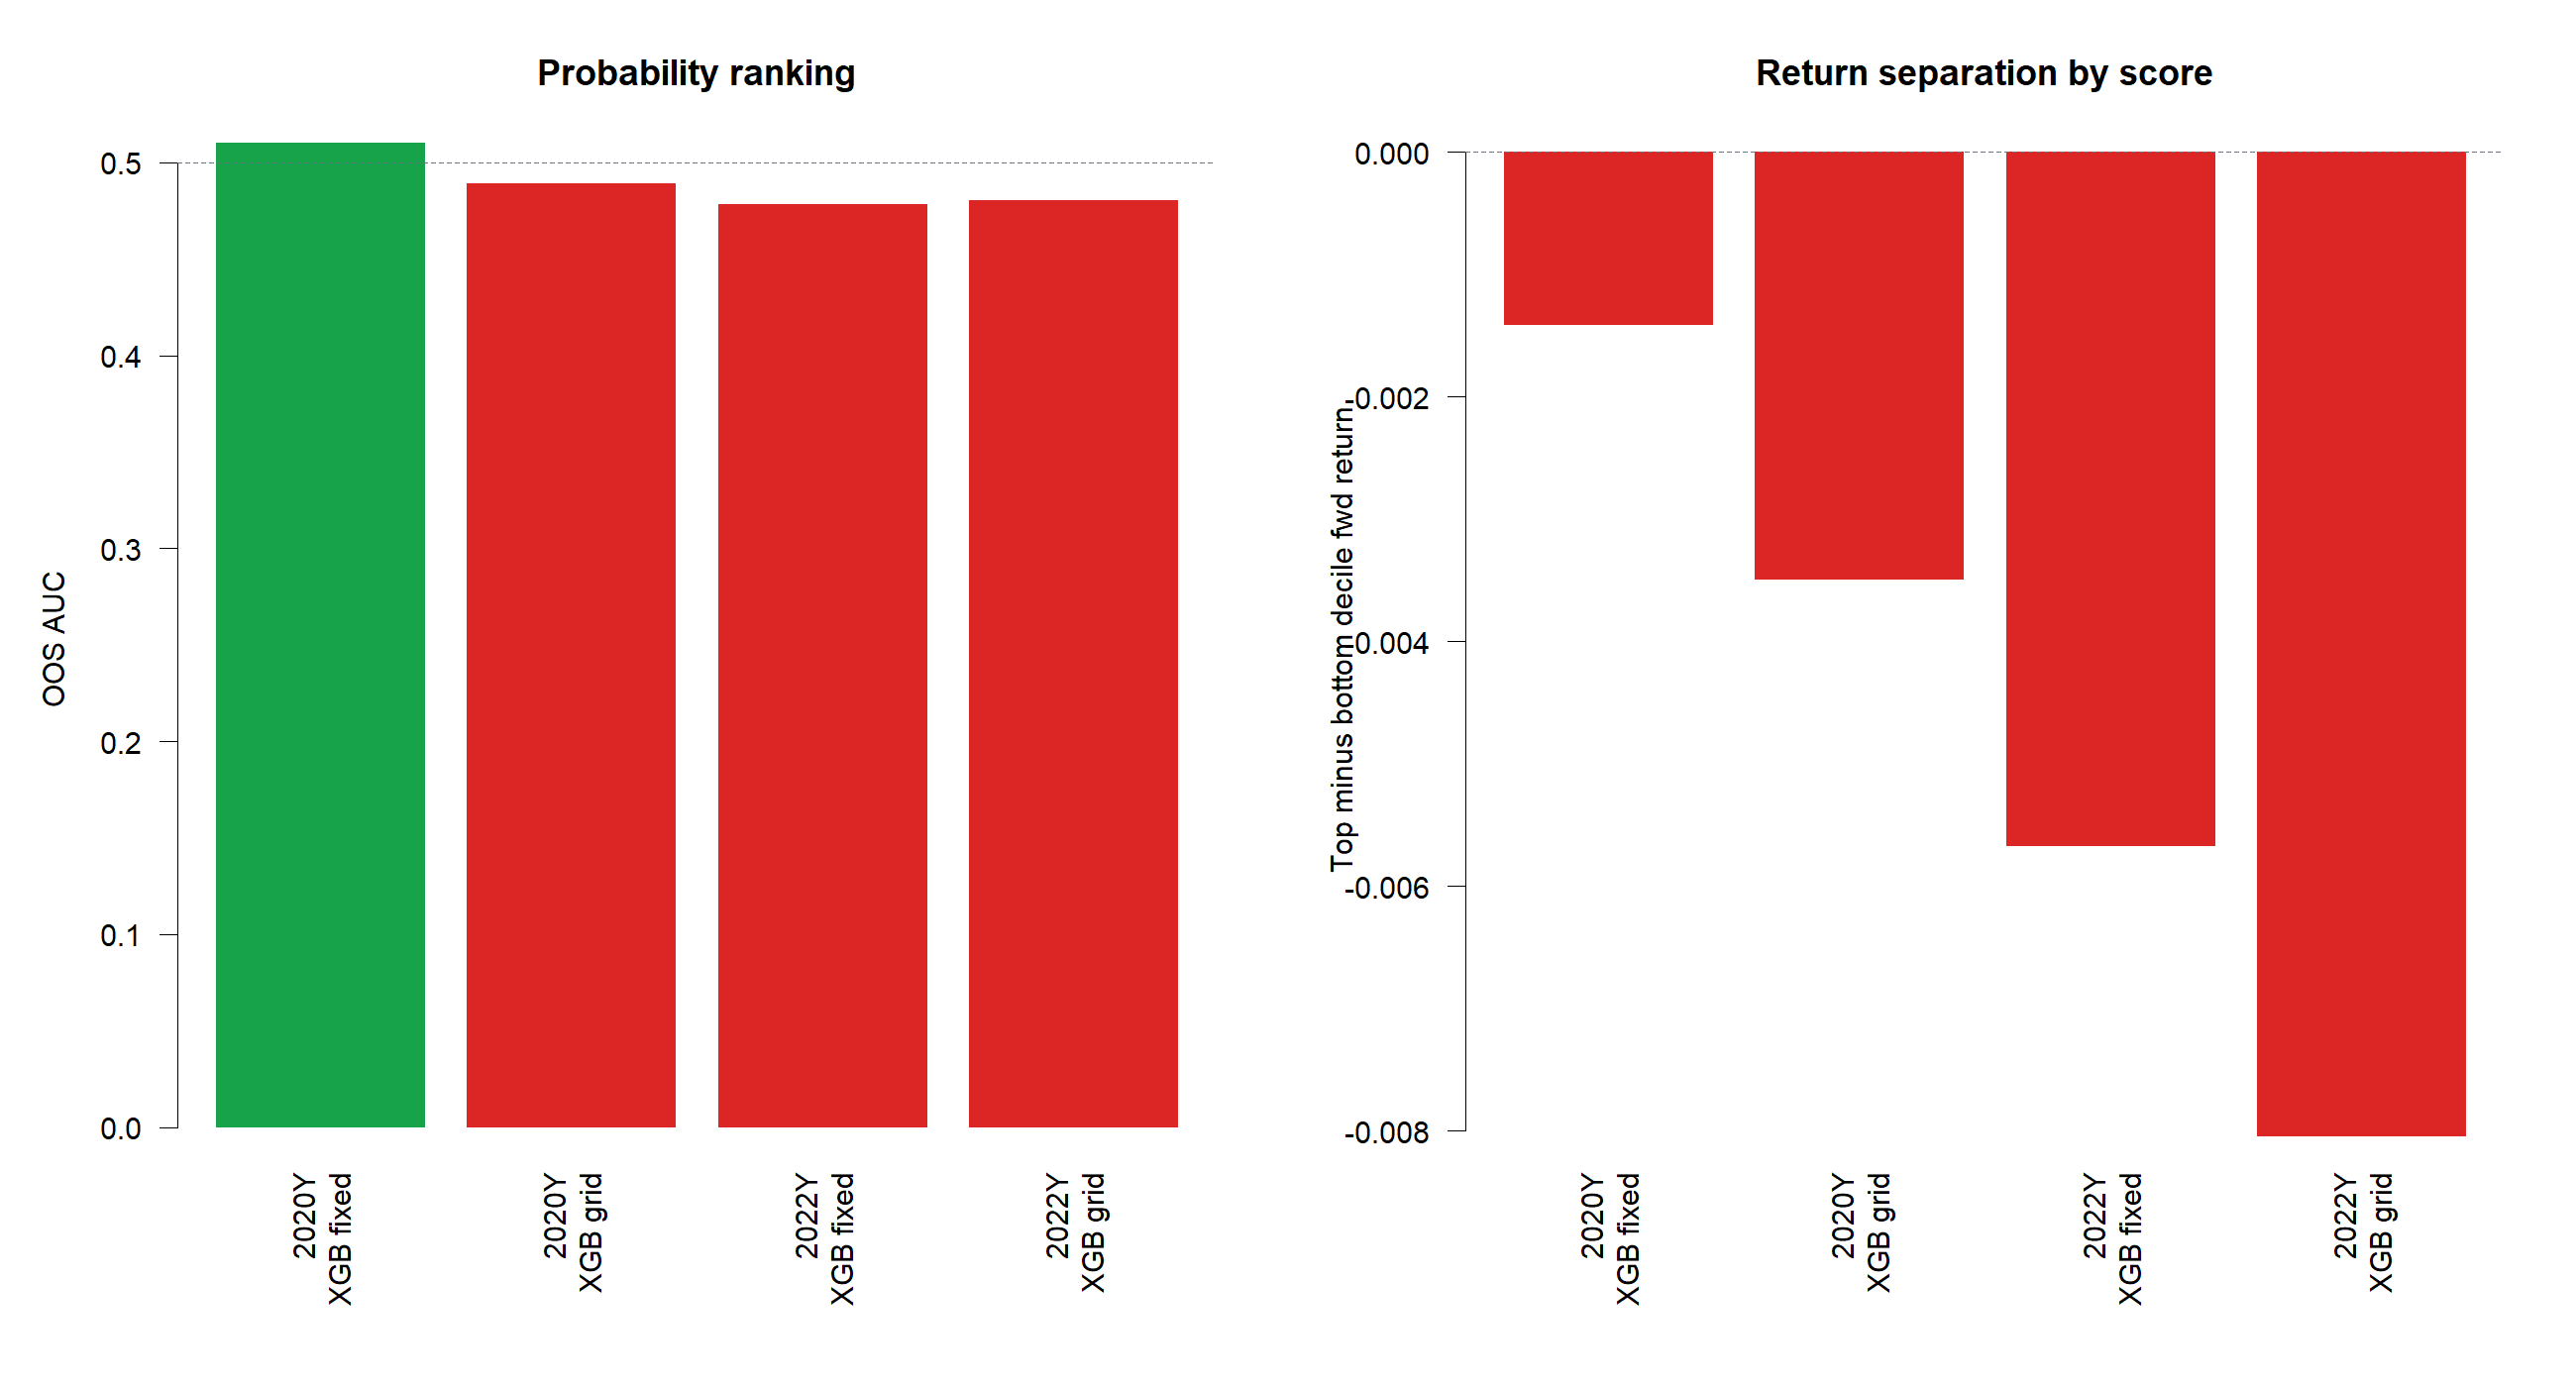 Probability ranking
OOS AUC
0.5
0.4
0.3
0.2
0.1
0.0
2020Y
XGB fixed
2020Y
XGB grid
2022Y
XGB fixed
2022Y
XGB grid
Return separation by score
Top minus bottom decile fwd return
0.000
-0.002
-0.004
-0.006
-0.008
2020Y
XGB fixed
2020Y
XGB grid
2022Y
XGB fixed
2022Y
XGB grid